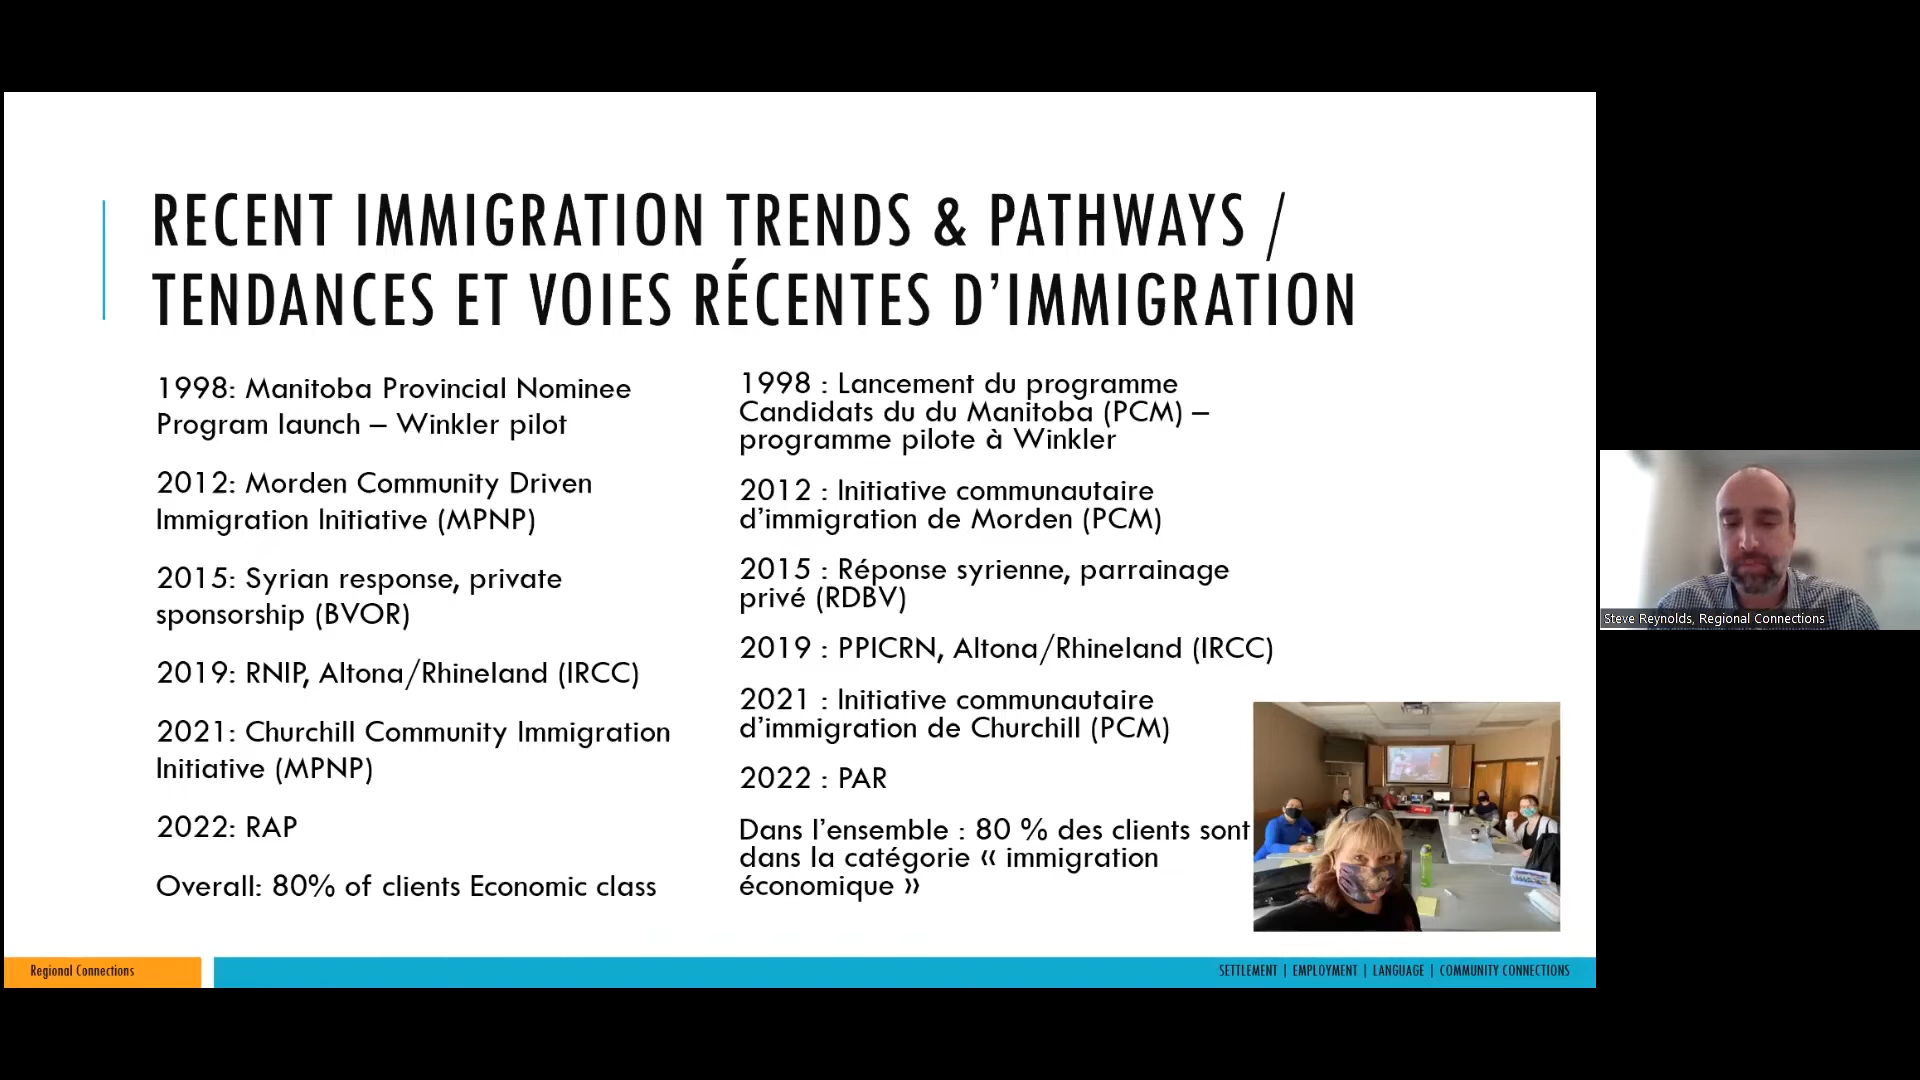 RECENT IMMIGRATION TRENDS & PATHWAYS /
TENDANCES ET VOIES RÉCENTES D’IMMIGRATION
1998: Manitoba Provincial Nominee
Program launch – Winkler pilot
2012: Morden Community Driven
Immigration Initiative (MPNP)
2015: Syrian response, private
sponsorship (BVOR)
2019: RNIP, Altona/Rhineland (IRCC)
2021: Churchill Community Immigration
Initiative (MPNP)
2022: RAP
Overall: 80% of clients Economic class
1998 : Lancement du programme
Candidats du du Manitoba (PCM) –
programme pilote à Winkler
2012 : Initiative communautaire
d’immigration de Morden (PCM)
2015 : Réponse syrienne, parrainage
privé (RDBV)
2019 : PPICRN, Altona/Rhineland (IRCC)
2021 : Initiative communautaire
d’immigration de Churchill (PCM)
2022 : PAR
Dans l’ensemble : 80 % des clients sont
dans la catégorie « immigration
économique »
Regional Connections
SETTLEMENT | EMPLOYMENT | LANGUAGE | COMMUNITY CONNECTIONS
Steve Reynolds, Regional Connections